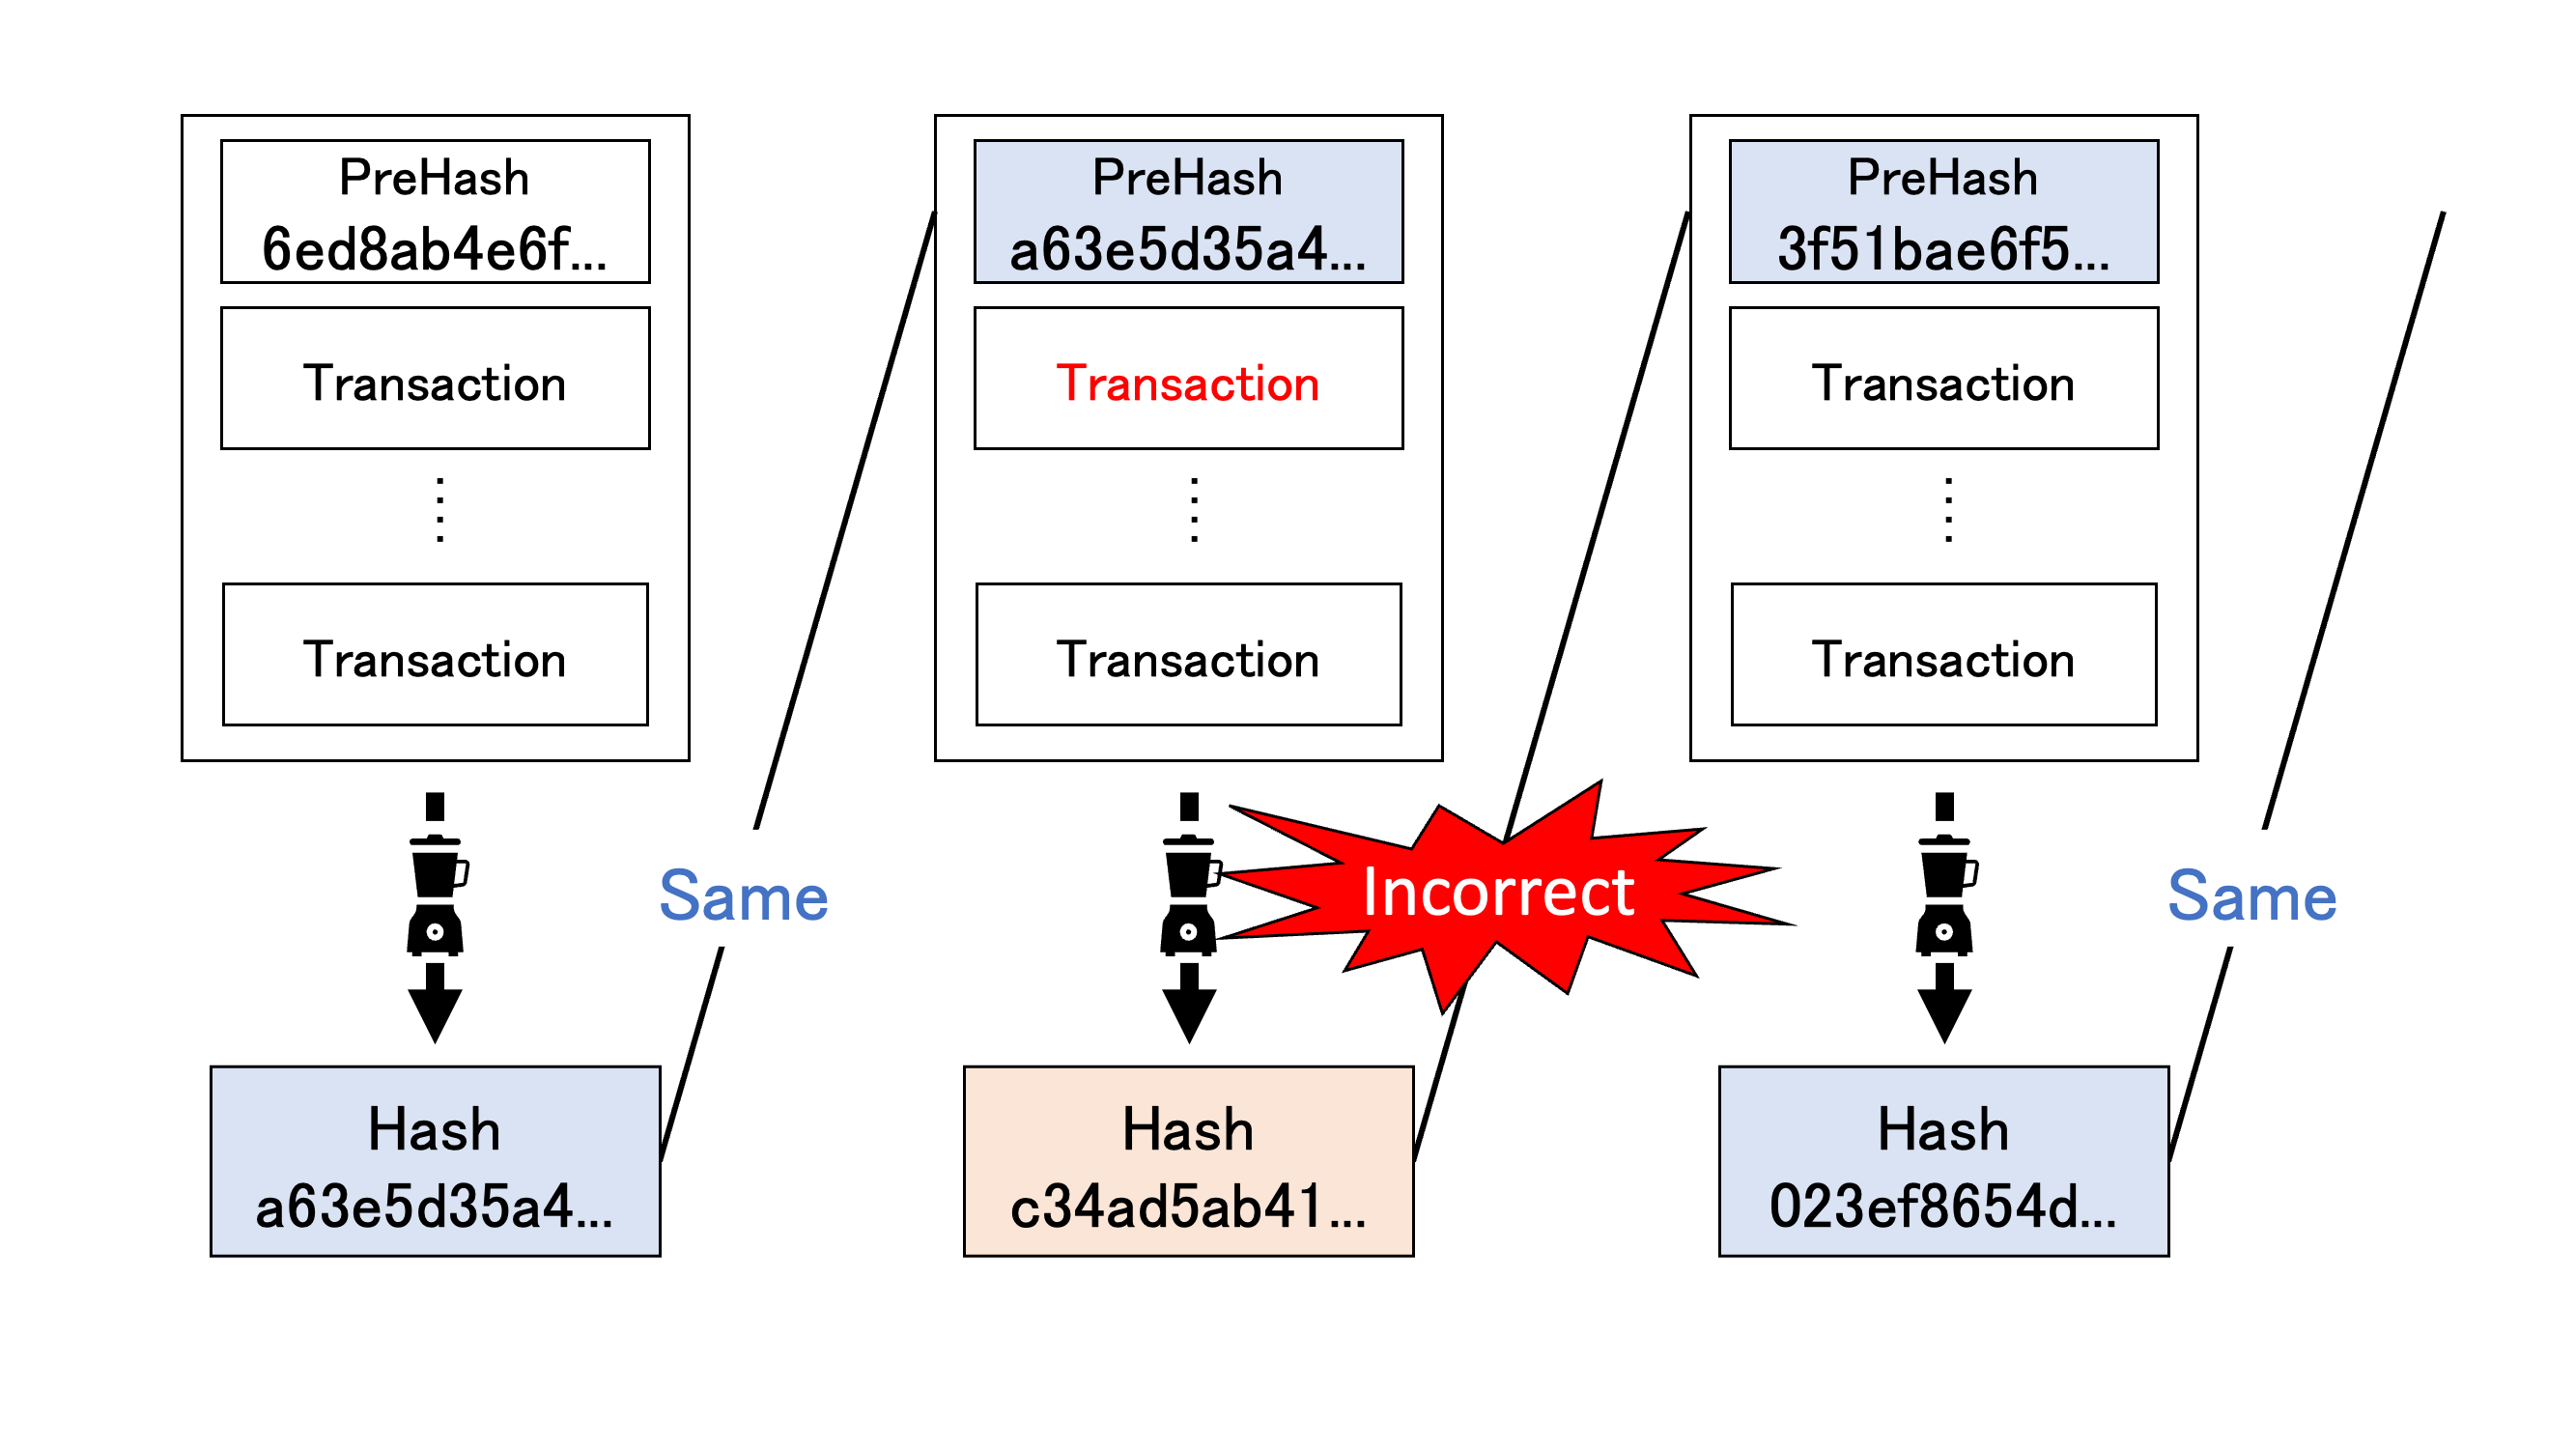 PreHash
6ed8ab4e6f...
Transaction
Transaction
Hash
a63e5d35a4...
Same
PreHash
a63e5d35a4...
Transaction
Transaction
Hash
c34ad5ab41...
Incorrect
PreHash
3f51bae6f5...
Transaction
Transaction
Hash
023ef8654d...
Same